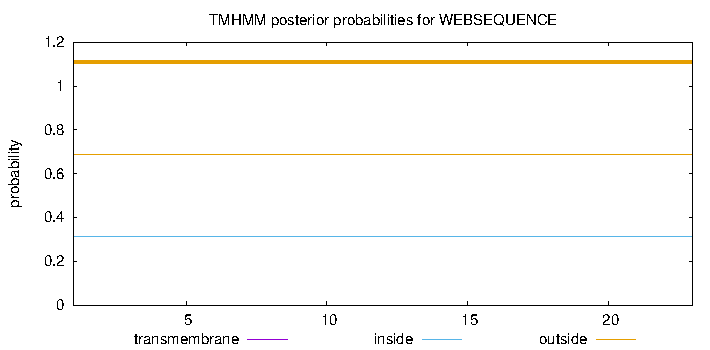 TMHMM posterior probabilities for WEBSEQUENCE
1.2
1
0.8
0.6
0.4
0.2
0
probability
5 10 15 20
transmembrane inside outside